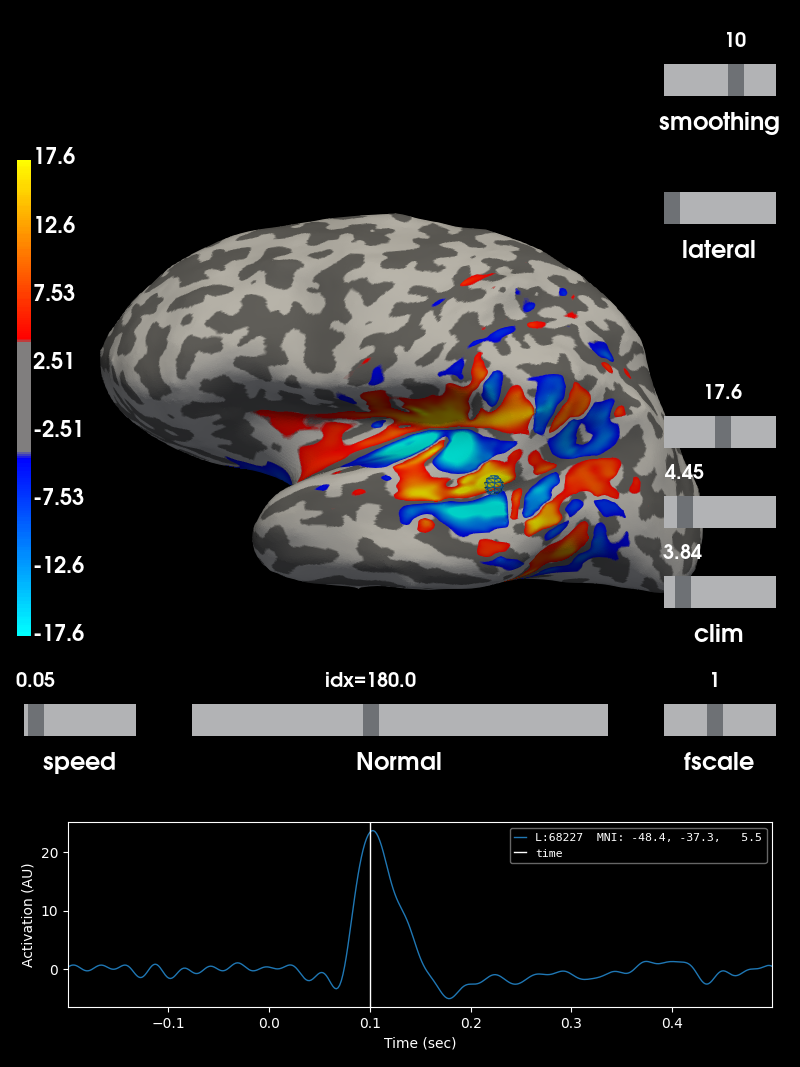 10
smoothing
17.6
12.6
7.53
2.51
-2.51
-7.53
-12.6
-17.6
lateral
17.6
4.45
3.84
clim
0.05
speed
idx=180.0
Normal
1
fscale
L:68227 MNI: -48.4, -37.3, 5.5
time
Activation (AU)
20
10
0
−0.1
0.0
0.1
0.2
0.3
0.4
Time (sec)